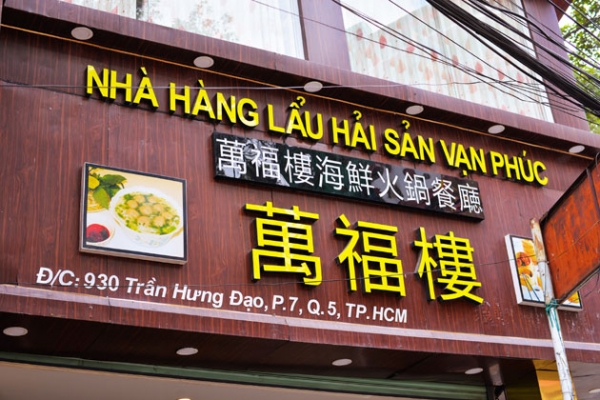 NHÀ HÀNG LẨU HẢI SẢN VẠN PHÚC
萬福樓海鮮火鍋餐廳
萬福樓
Đ/C: 930 Trần Hưng Đạo, P.7, Q.5, TP.HCM